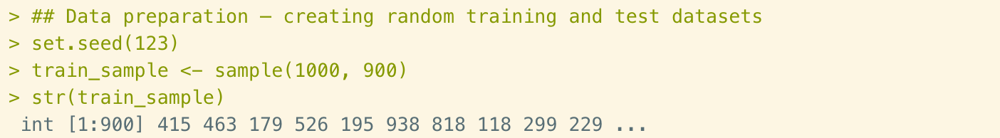 > ## Data preparation – creating random training and test datasets
> set.seed(123)
> train_sample <- sample(1000, 900)
> str(train_sample)
 int [1:900] 415 463 179 526 195 938 818 118 299 229 ...